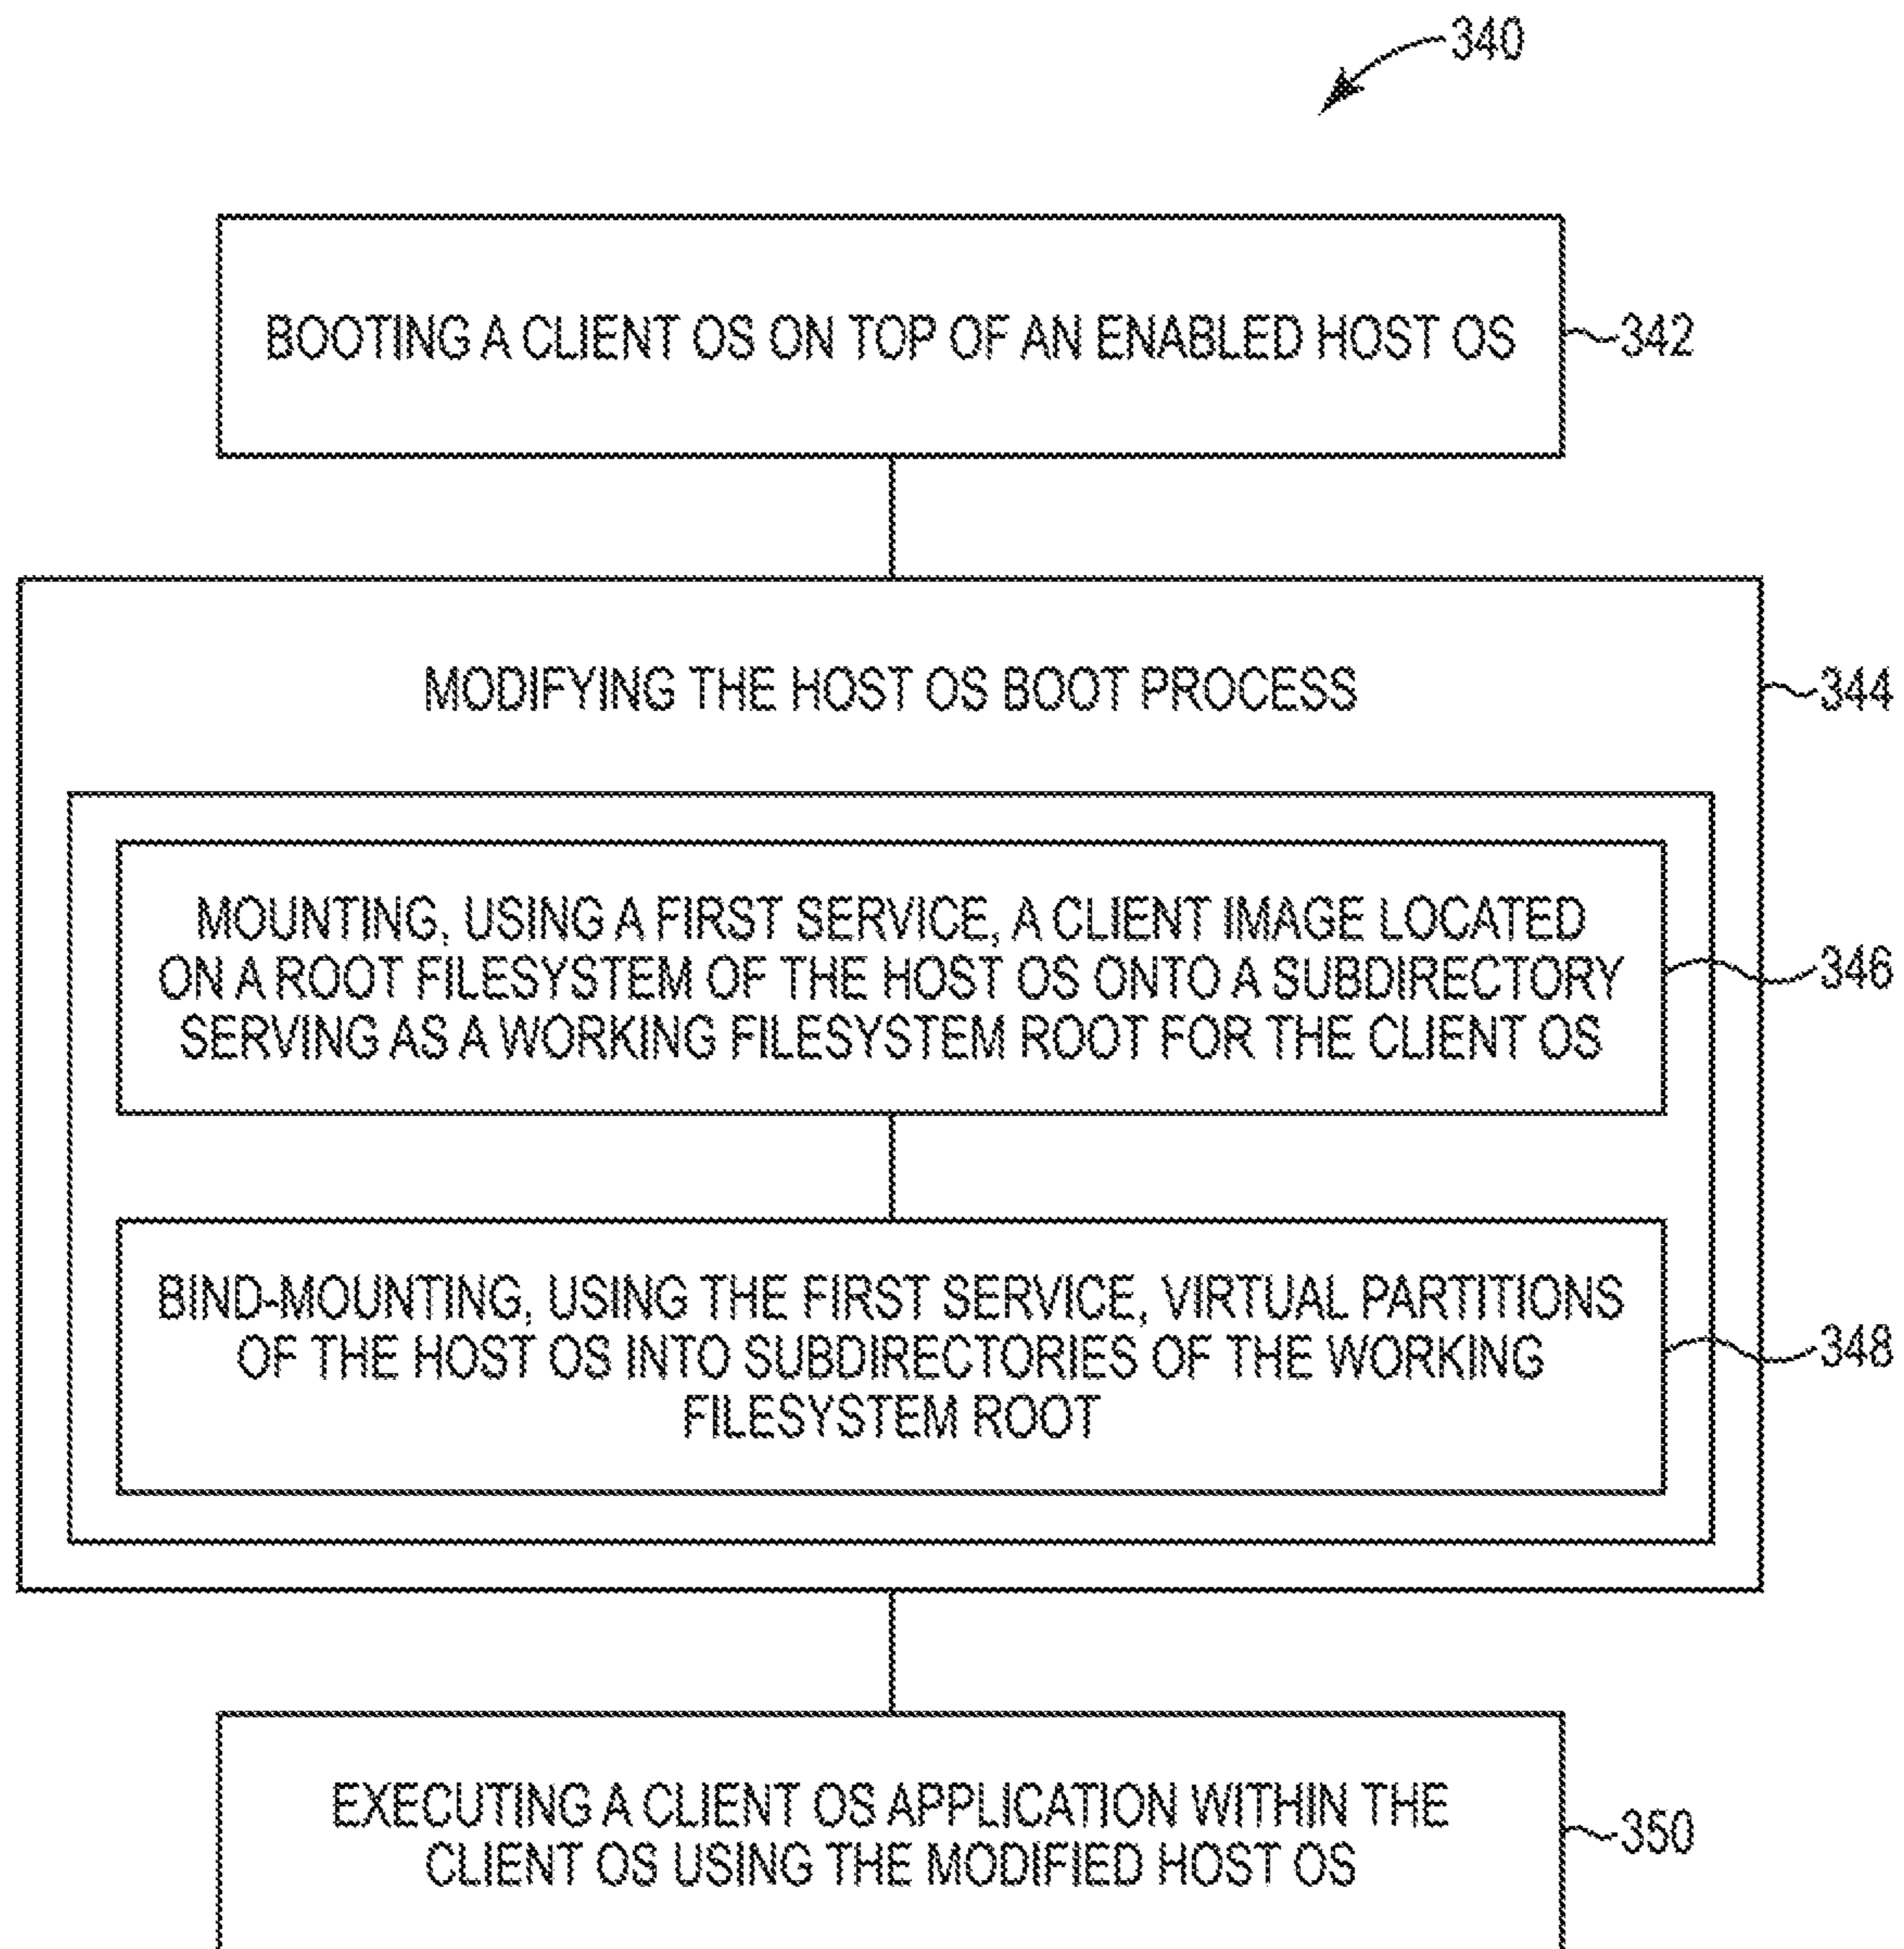 340
BOOTING A CLIENT OS ON TOP OF AN ENABLED HOST OS
342
MODIFYING THE HOST OS BOOT PROCESS
344
MOUNTING, USING A FIRST SERVICE, A CLIENT IMAGE LOCATED
ON A ROOT FILESYSTEM OF THE HOST OS ONTO A SUBDIRECTORY
SERVING AS A WORKING FILESYSTEM ROOT FOR THE CLIENT OS
346
BIND-MOUNTING, USING THE FIRST SERVICE, VIRTUAL PARTITIONS
OF THE HOST OS INTO SUBDIRECTORIES OF THE WORKING
FILESYSTEM ROOT
348
EXECUTING A CLIENT OS APPLICATION WITHIN THE
CLIENT OS USING THE MODIFIED HOST OS
350